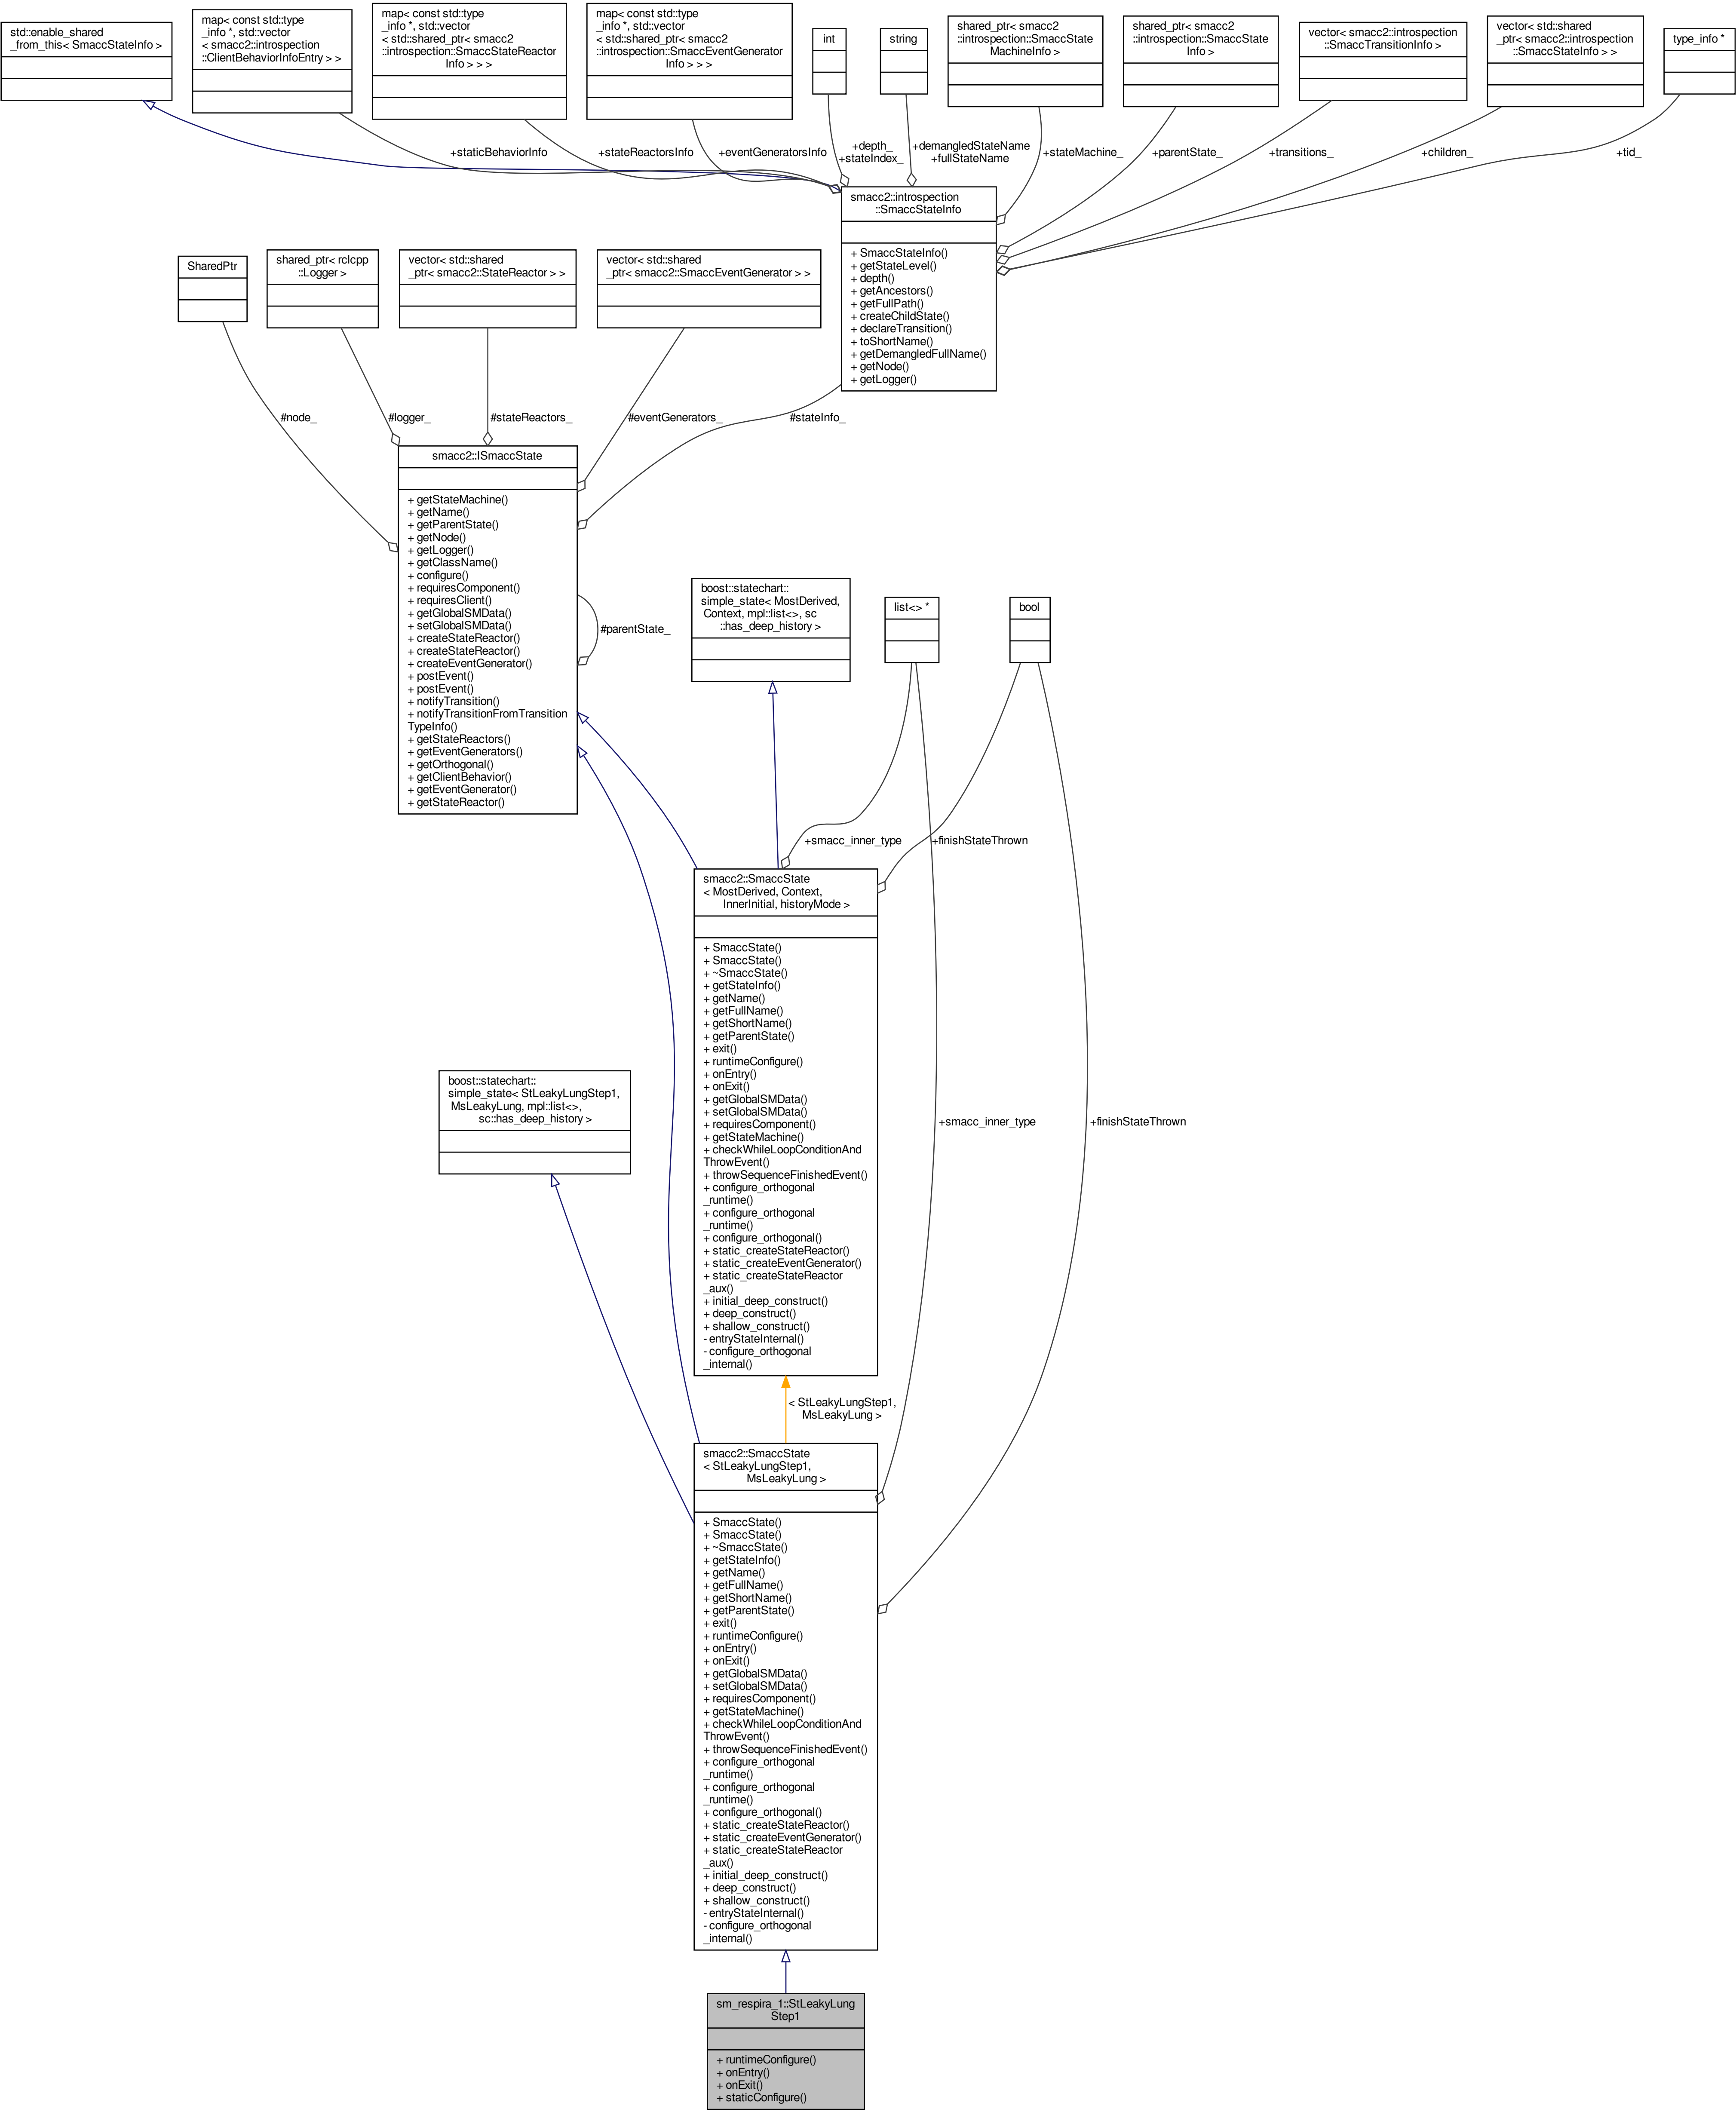 std::enable_shared
_from_this< SmaccStateInfo >
map< const std::type
_info *, std::vector
< smacc2::introspection
::ClientBehaviorInfoEntry > >
map< const std::type
_info *, std::vector
< std::shared_ptr< smacc2
::introspection::SmaccStateReactor
Info > > >
map< const std::type
_info *, std::vector
< std::shared_ptr< smacc2
::introspection::SmaccEventGenerator
Info > > >
int
string
shared_ptr< smacc2
::introspection::SmaccState
MachineInfo >
shared_ptr< smacc2
::introspection::SmaccState
Info >
vector< smacc2::introspection
::SmaccTransitionInfo >
vector< std::shared
_ptr< smacc2::introspection
::SmaccStateInfo > >
type_info *
+staticBehaviorInfo
+stateReactorsInfo
+eventGeneratorsInfo
+depth_
+stateIndex_
+demangledStateName
+fullStateName
+stateMachine_
+parentState_
+transitions_
+children_
+tid_
smacc2::introspection
::SmaccStateInfo
+ SmaccStateInfo()
+ getStateLevel()
+ depth()
+ getAncestors()
+ getFullPath()
+ createChildState()
+ declareTransition()
+ toShortName()
+ getDemangledFullName()
+ getNode()
+ getLogger()
SharedPtr
shared_ptr< rclcpp
::Logger >
vector< std::shared
_ptr< smacc2::StateReactor > >
vector< std::shared
_ptr< smacc2::SmaccEventGenerator > >
#node_
#logger_
#stateReactors_
#eventGenerators_
#stateInfo_
smacc2::ISmaccState
+ getStateMachine()
+ getName()
+ getParentState()
+ getNode()
+ getLogger()
+ getClassName()
+ configure()
+ requiresComponent()
+ requiresClient()
+ getGlobalSMData()
+ setGlobalSMData()
+ createStateReactor()
+ createStateReactor()
+ createEventGenerator()
+ postEvent()
+ postEvent()
+ notifyTransition()
+ notifyTransitionFromTransition
TypeInfo()
+ getStateReactors()
+ getEventGenerators()
+ getOrthogonal()
+ getClientBehavior()
+ getEventGenerator()
+ getStateReactor()
#parentState_
boost::statechart::
simple_state< MostDerived,
Context, mpl::list<>, sc
::has_deep_history >
list<> *
bool
+smacc_inner_type
+finishStateThrown
smacc2::SmaccState
< MostDerived, Context,
InnerInitial, historyMode >
+ SmaccState()
+ SmaccState()
+ ~SmaccState()
+ getStateInfo()
+ getName()
+ getFullName()
+ getShortName()
+ getParentState()
+ exit()
+ runtimeConfigure()
+ onEntry()
+ onExit()
+ getGlobalSMData()
+ setGlobalSMData()
+ requiresComponent()
+ getStateMachine()
+ checkWhileLoopConditionAnd
ThrowEvent()
+ throwSequenceFinishedEvent()
+ configure_orthogonal
_runtime()
+ configure_orthogonal
_runtime()
+ configure_orthogonal()
+ static_createStateReactor()
+ static_createEventGenerator()
+ static_createStateReactor
_aux()
+ initial_deep_construct()
+ deep_construct()
+ shallow_construct()
- entryStateInternal()
- configure_orthogonal
_internal()
boost::statechart::
simple_state< StLeakyLungStep1,
MsLeakyLung, mpl::list<>,
sc::has_deep_history >
+smacc_inner_type
+finishStateThrown
< StLeakyLungStep1,
MsLeakyLung >
smacc2::SmaccState
< StLeakyLungStep1,
MsLeakyLung >
+ SmaccState()
+ SmaccState()
+ ~SmaccState()
+ getStateInfo()
+ getName()
+ getFullName()
+ getShortName()
+ getParentState()
+ exit()
+ runtimeConfigure()
+ onEntry()
+ onExit()
+ getGlobalSMData()
+ setGlobalSMData()
+ requiresComponent()
+ getStateMachine()
+ checkWhileLoopConditionAnd
ThrowEvent()
+ throwSequenceFinishedEvent()
+ configure_orthogonal
_runtime()
+ configure_orthogonal
_runtime()
+ configure_orthogonal()
+ static_createStateReactor()
+ static_createEventGenerator()
+ static_createStateReactor
_aux()
+ initial_deep_construct()
+ deep_construct()
+ shallow_construct()
- entryStateInternal()
- configure_orthogonal
_internal()
sm_respira_1::StLeakyLung
Step1
+ runtimeConfigure()
+ onEntry()
+ onExit()
+ staticConfigure()